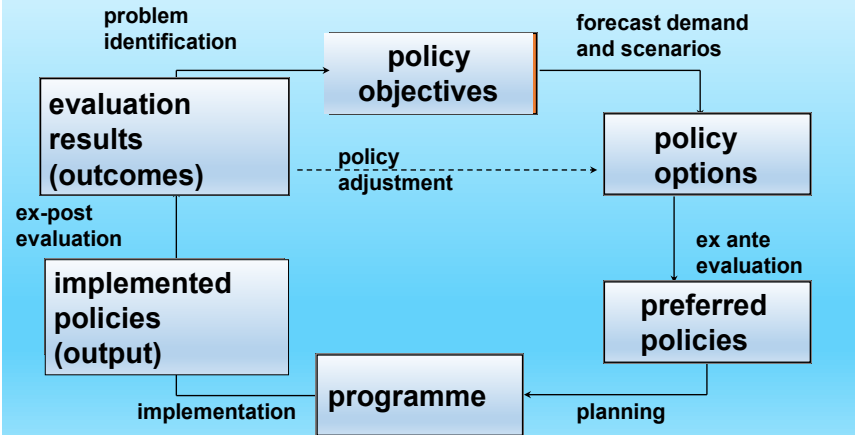 problem
identification
policy
objectives
forecast demand
and scenarios
evaluation
results
(outcomes)
policy
adjustment
policy
options
ex-post
evaluation
ex ante
evaluation
implemented
policies
(output)
preferred
policies
implementation
programme
planning